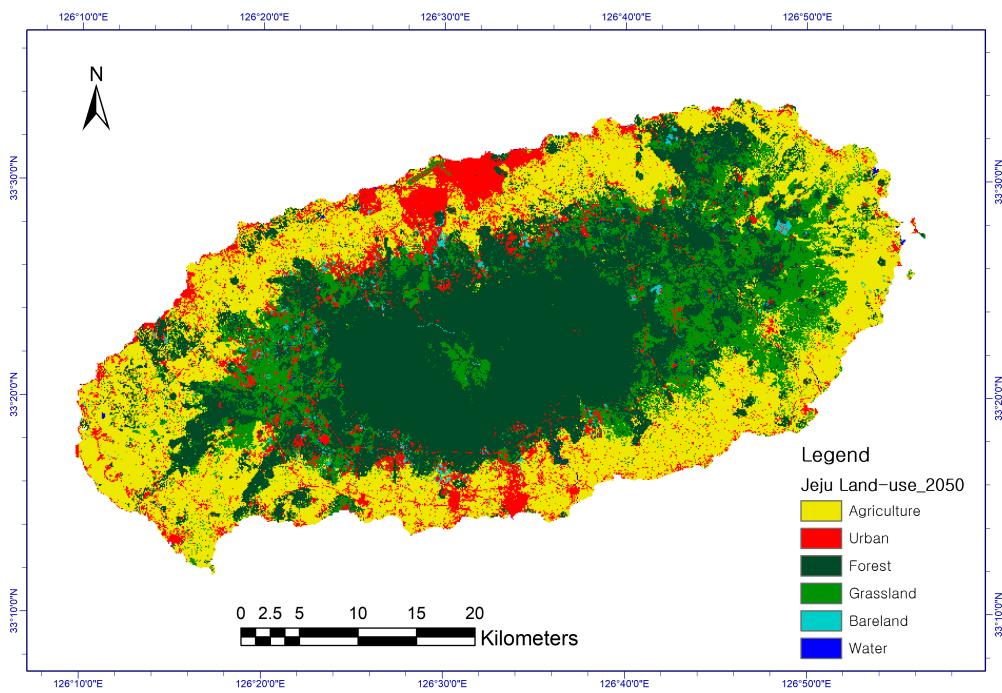 126°10'0"E 126°20'0"E 126°30'0"E 126°40'0"E 126°50'0"E
N
33°30'0"N
33°30'0"N
33°20'0"N
33°20'0"N
33°10'0"N
33°10'0"N
Legend
Jeju Land-use_2050
Agriculture
Urban
Forest
Grassland
Bareland
Water
0 2.5 5 10 15 20
Kilometers
126°10'0"E 126°20'0"E 126°30'0"E 126°40'0"E 126°50'0"E